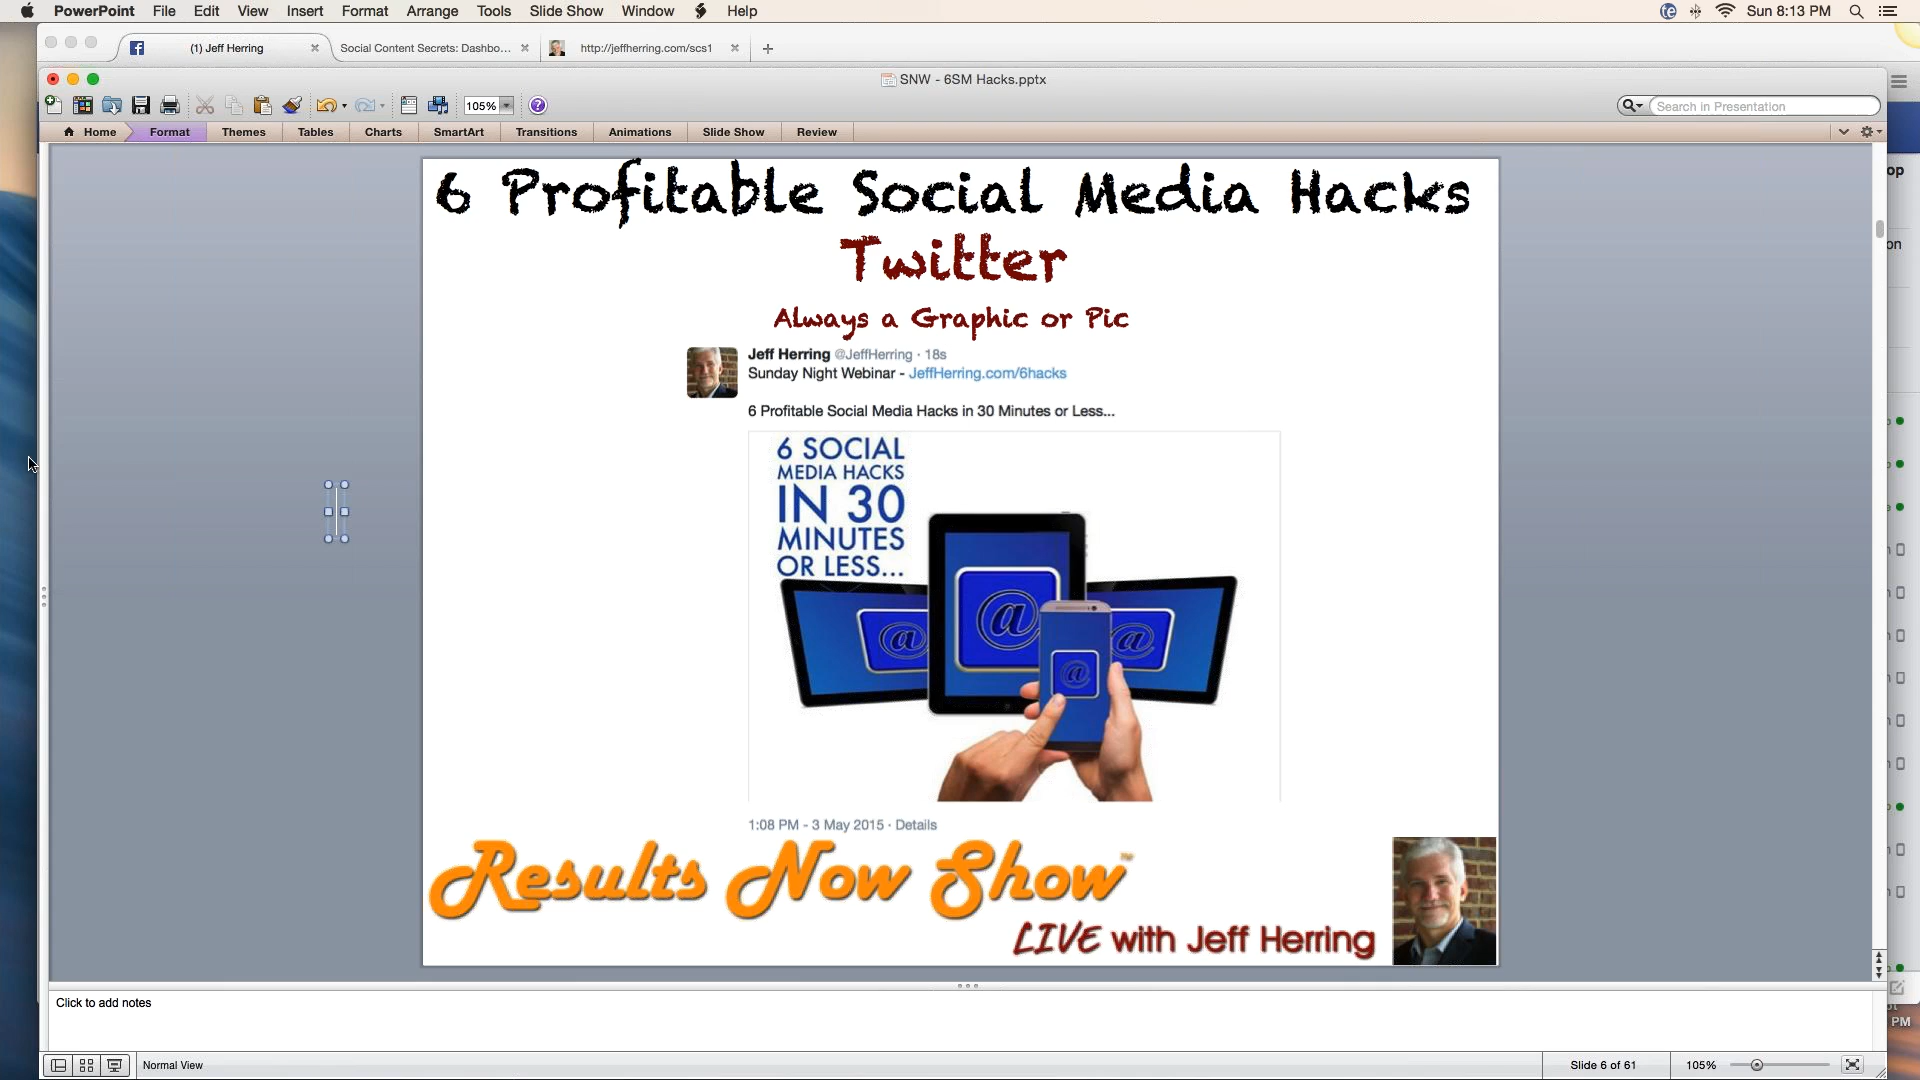 PowerPoint File Edit View Insert Format Arrange Tools Slide Show Window Help Sun 8:13 PM
(1) Jeff Herring Social Content Secrets: Dashbo... http://jeffherring.com/scs1
SNW - 6SM Hacks.pptx
105% Search in Presentation
Home Format Themes Tables Charts SmartArt Transitions Animations Slide Show Review
6 Profitable Social Media Hacks
Twitter
Always a Graphic or Pic
Jeff Herring @JeffHerring · 18s
Sunday Night Webinar - JeffHerring.com/6hacks
6 Profitable Social Media Hacks in 30 Minutes or Less...
6 SOCIAL
MEDIA HACKS
IN 30
MINUTES
OR LESS...
@ @ @
@
1:08 PM - 3 May 2015 · Details
Results Now Show™
LIVE with Jeff Herring
Click to add notes
PM
Normal View Slide 6 of 61 105%